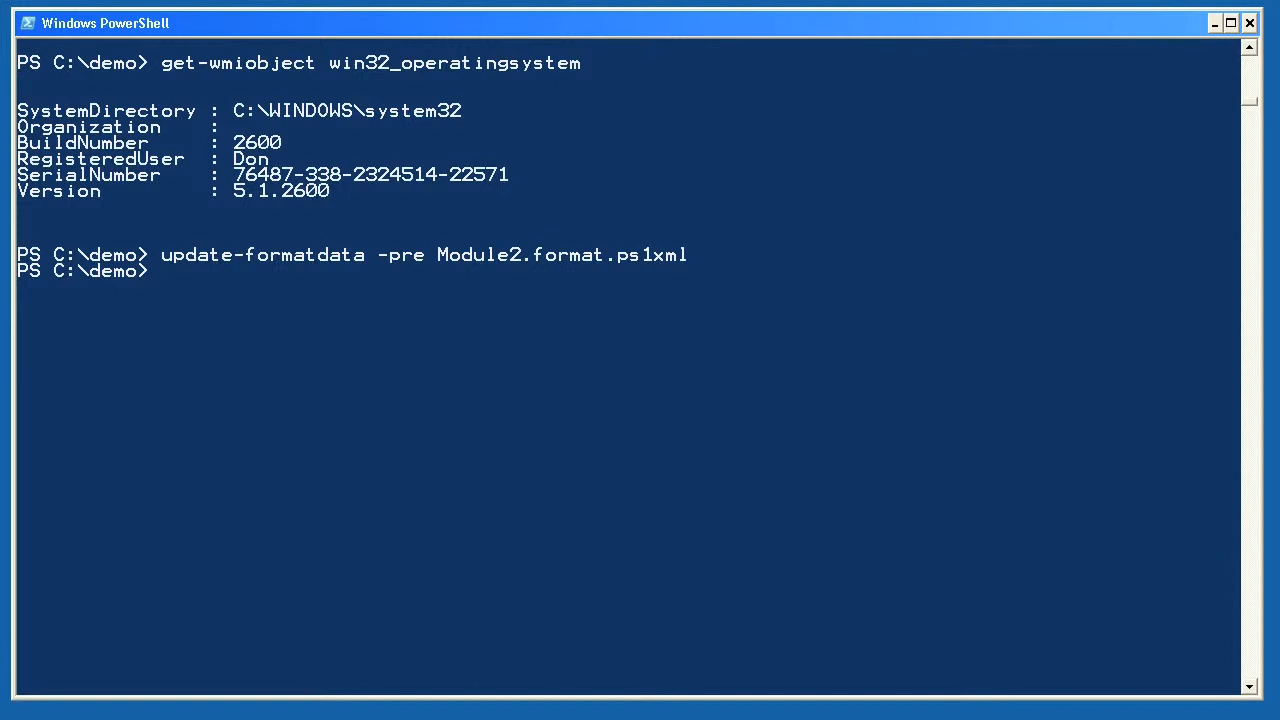 Windows PowerShell
PS C:\demo> get-wmiobject win32_operatingsystem
SystemDirectory : C:\WINDOWS\system32
Organization    :
BuildNumber     : 2600
RegisteredUser  : Don
SerialNumber    : 76487-338-2324514-22571
Version         : 5.1.2600
PS C:\demo> update-formatdata -pre Module2.format.ps1xml
PS C:\demo>